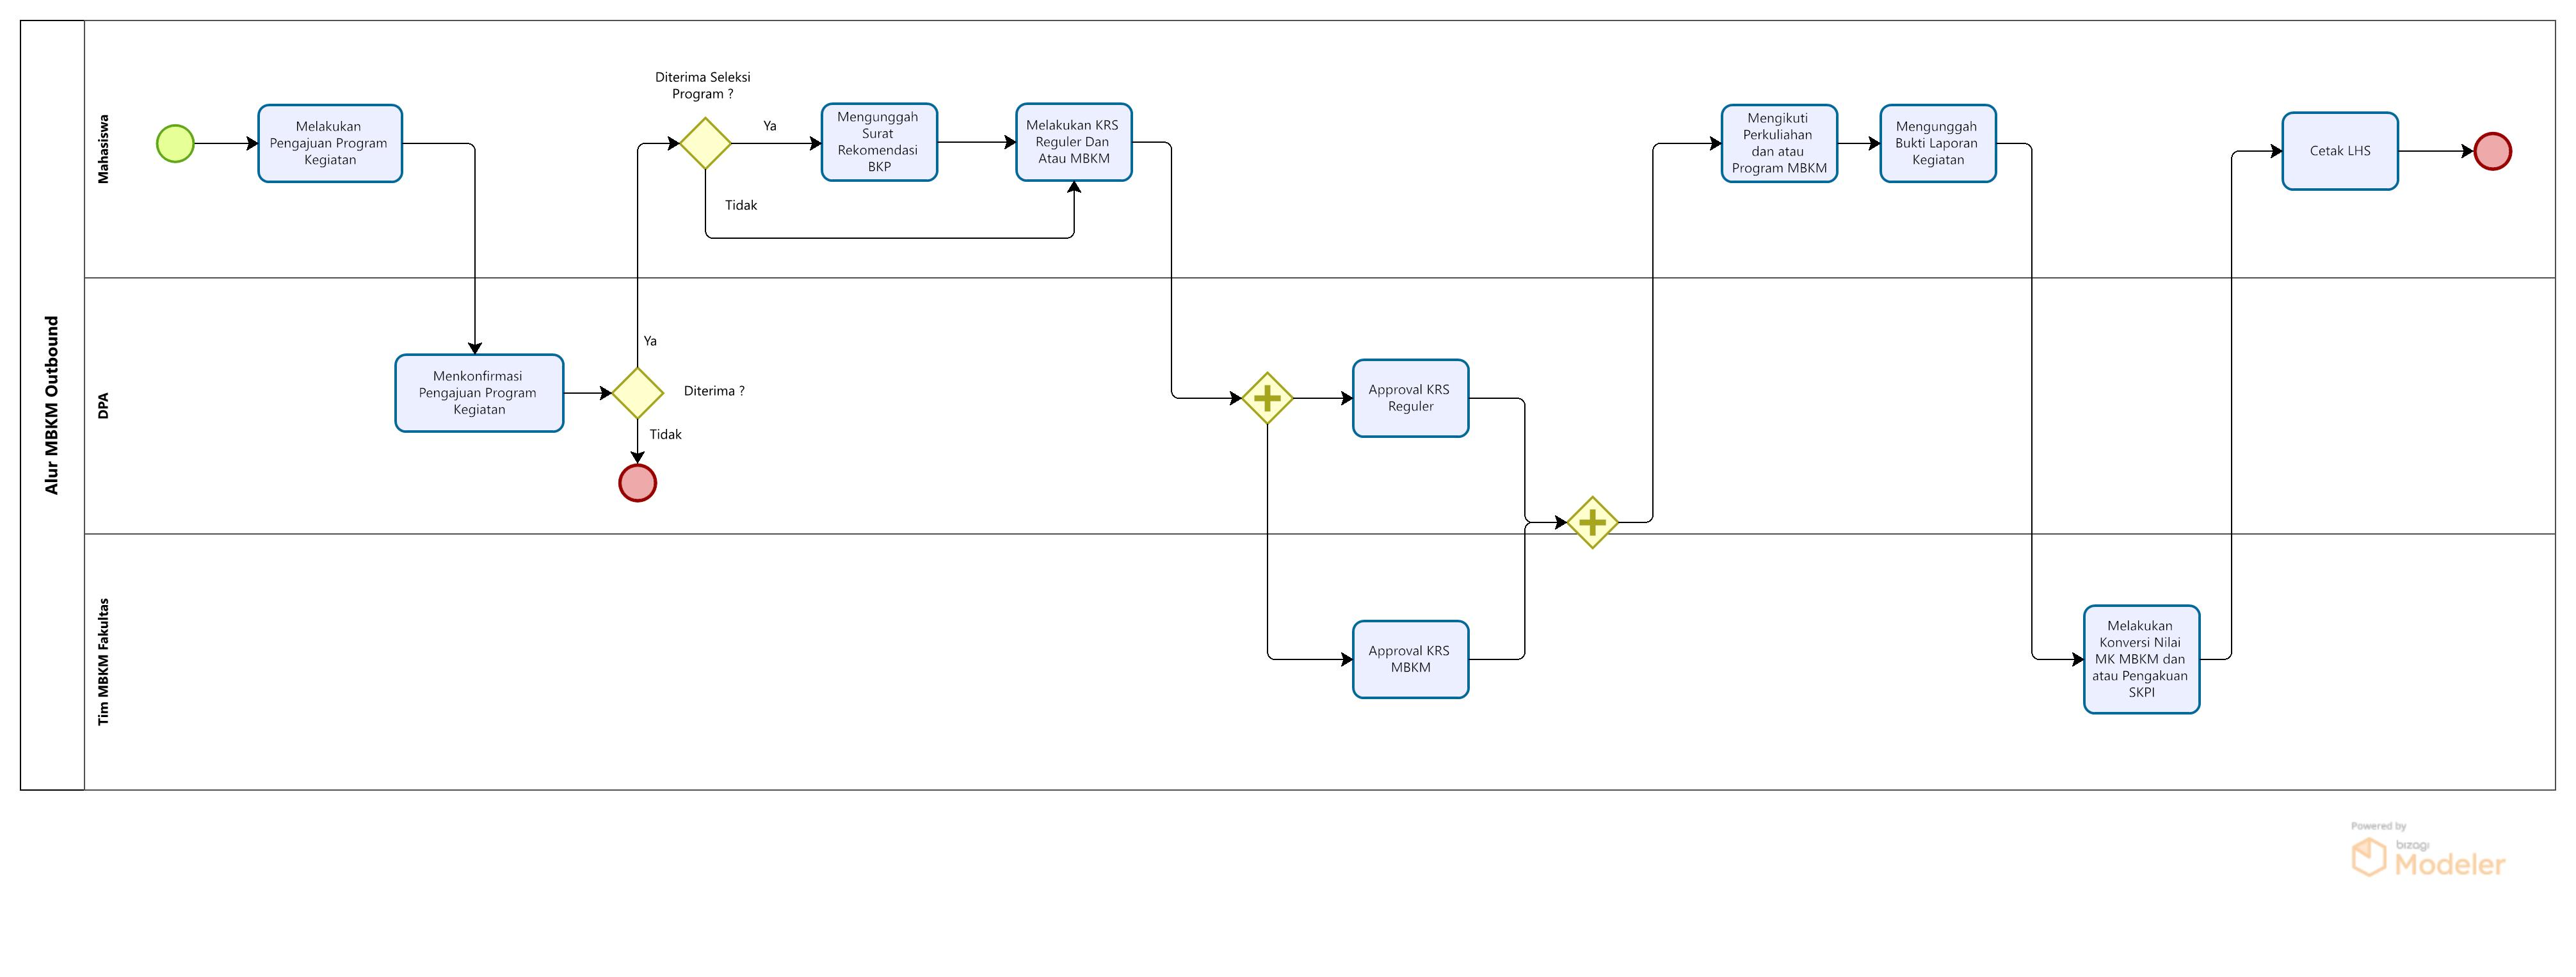 Alur MBKM Outbound
Mahasiswa
Melakukan
Pengajuan Program
Kegiatan
Diterima Seleksi
Program ?
Ya
Tidak
Mengunggah
Surat
Rekomendasi
BKP
Melakukan KRS
Reguler Dan
Atau MBKM
Mengikuti
Perkuliahan
dan atau
Program MBKM
Mengunggah
Bukti Laporan
Kegiatan
Cetak LHS
DPA
Menkonfirmasi
Pengajuan Program
Kegiatan
Ya
Diterima ?
Tidak
Approval KRS
Reguler
Tim MBKM Fakultas
Approval KRS
MBKM
Melakukan
Konversi Nilai
MK MBKM dan
atau Pengakuan
SKPI
Powered by
bizagi
Modeler